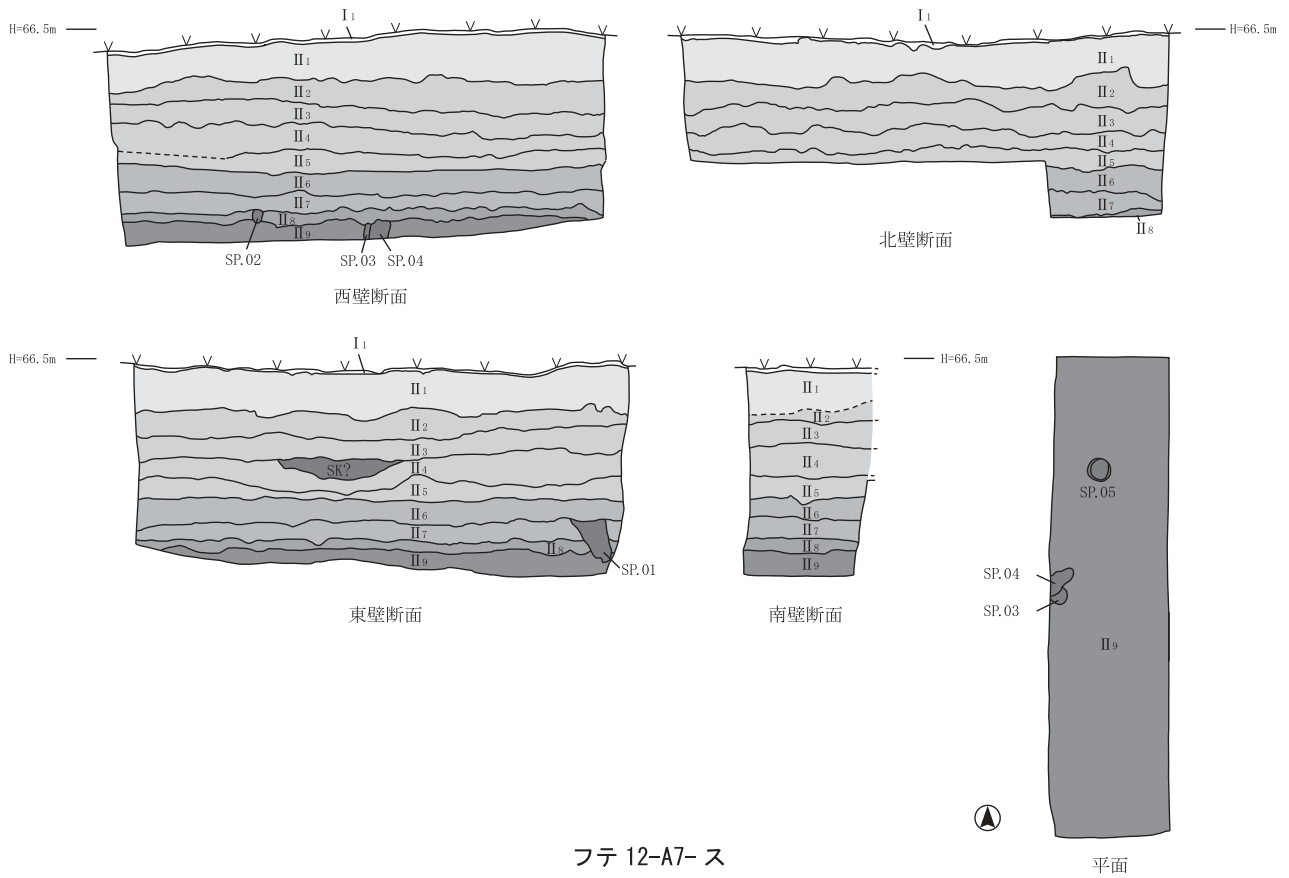 H=66.5m
Ⅰ1
Ⅱ1
Ⅱ2
Ⅱ3
Ⅱ4
Ⅱ5
Ⅱ6
Ⅱ7
Ⅱ8
Ⅱ9
SP.02
SP.03
SP.04
西壁断面
Ⅰ1
H=66.5m
Ⅱ1
Ⅱ2
Ⅱ3
Ⅱ4
Ⅱ5
Ⅱ6
Ⅱ7
Ⅱ8
北壁断面
H=66.5m
Ⅰ1
Ⅱ1
Ⅱ2
Ⅱ3
SK?
Ⅱ4
Ⅱ5
Ⅱ6
Ⅱ7
Ⅱ8
Ⅱ9
SP.01
東壁断面
H=66.5m
Ⅱ1
Ⅱ2
Ⅱ3
Ⅱ4
Ⅱ5
Ⅱ6
Ⅱ7
Ⅱ8
Ⅱ9
南壁断面
SP.05
SP.04
SP.03
Ⅱ9
平面
フテ 12-A7- ス